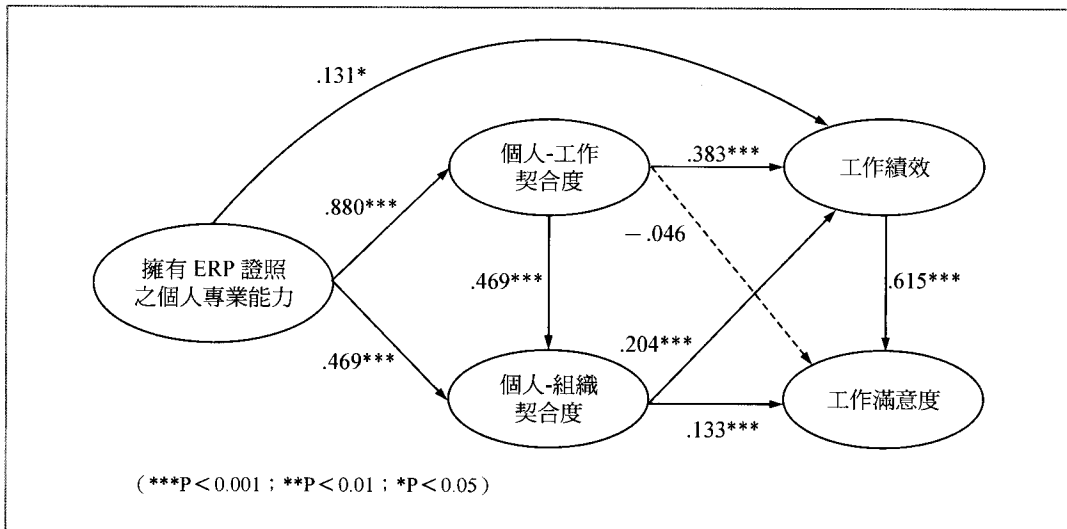 .131*
個人-工作
契合度
.383***
工作績效
.880***
－.046
擁有 ERP 證照
之個人專業能力
.469***
.615***
.469***
.204***
個人-組織
契合度
工作滿意度
.133***
(***P＜0.001；**P＜0.01；*P＜0.05)